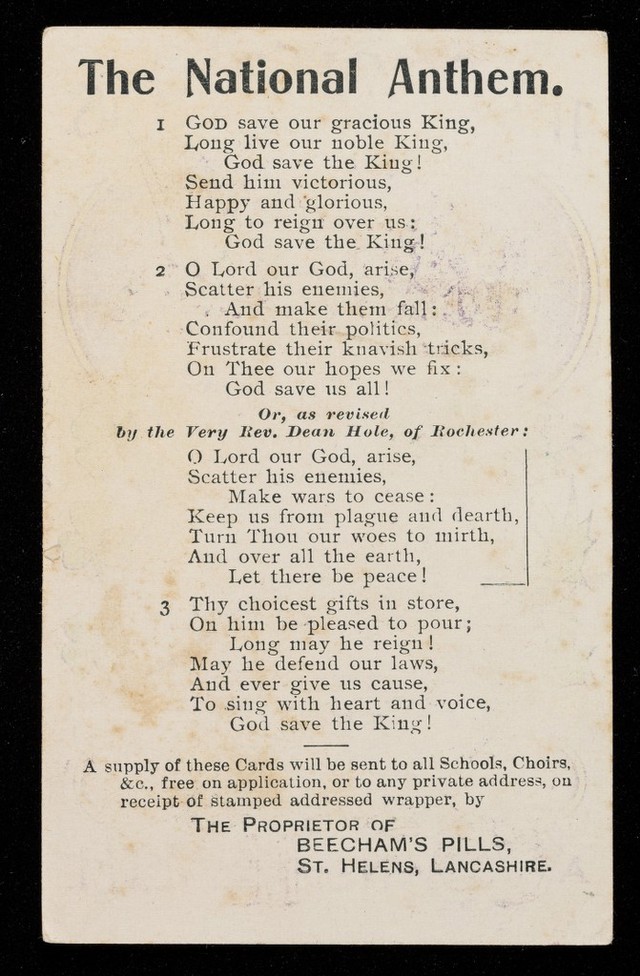 The National Anthem.
1 GOD save our gracious King,
Long live our noble King,
God save the King!
Send him victorious,
Happy and glorious,
Long to reign over us:
God save the King!
2 O Lord our God, arise,
Scatter his enemies,
And make them fall:
Confound their politics,
Frustrate their knavish tricks,
On Thee our hopes we fix:
God save us all!
Or, as revised
by the Very Rev. Dean Hole, of Rochester:
O Lord our God, arise,
Scatter his enemies,
Make wars to cease:
Keep us from plague and dearth,
Turn Thou our woes to mirth,
And over all the earth,
Let there be peace!
3 Thy choicest gifts in store,
On him be pleased to pour;
Long may he reign!
May he defend our laws,
And ever give us cause,
To sing with heart and voice,
God save the King!
A supply of these Cards will be sent to all Schools, Choirs,
&c., free on application, or to any private address, on
receipt of stamped addressed wrapper, by
THE PROPRIETOR OF
BEECHAM'S PILLS,
ST. HELENS, LANCASHIRE.